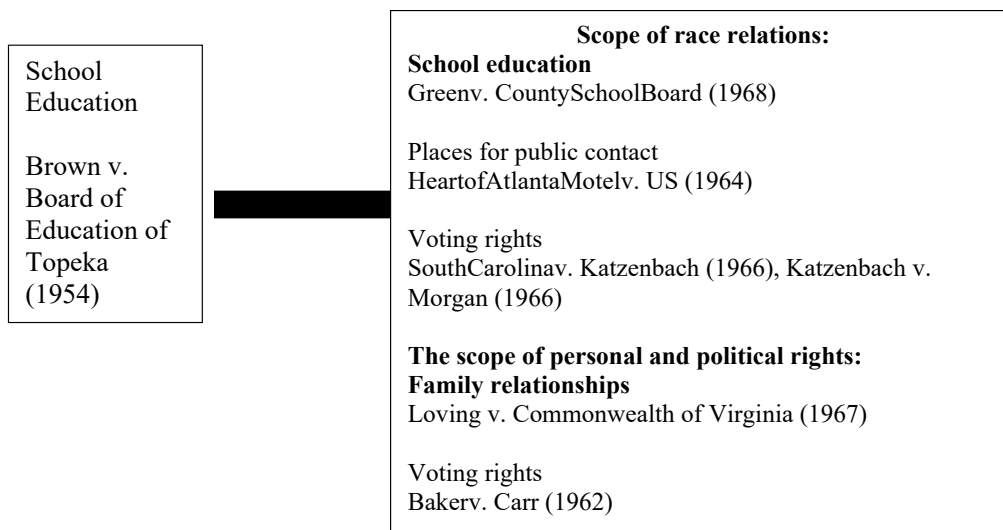 School
Education
Brown v.
Board of
Education of
Topeka
(1954)
Scope of race relations:
School education
Greenv. CountySchoolBoard (1968)
Places for public contact
HeartofAtlantaMotelv. US (1964)
Voting rights
SouthCarolinav. Katzenbach (1966), Katzenbach v.
Morgan (1966)
The scope of personal and political rights:
Family relationships
Loving v. Commonwealth of Virginia (1967)
Voting rights
Bakerv. Carr (1962)